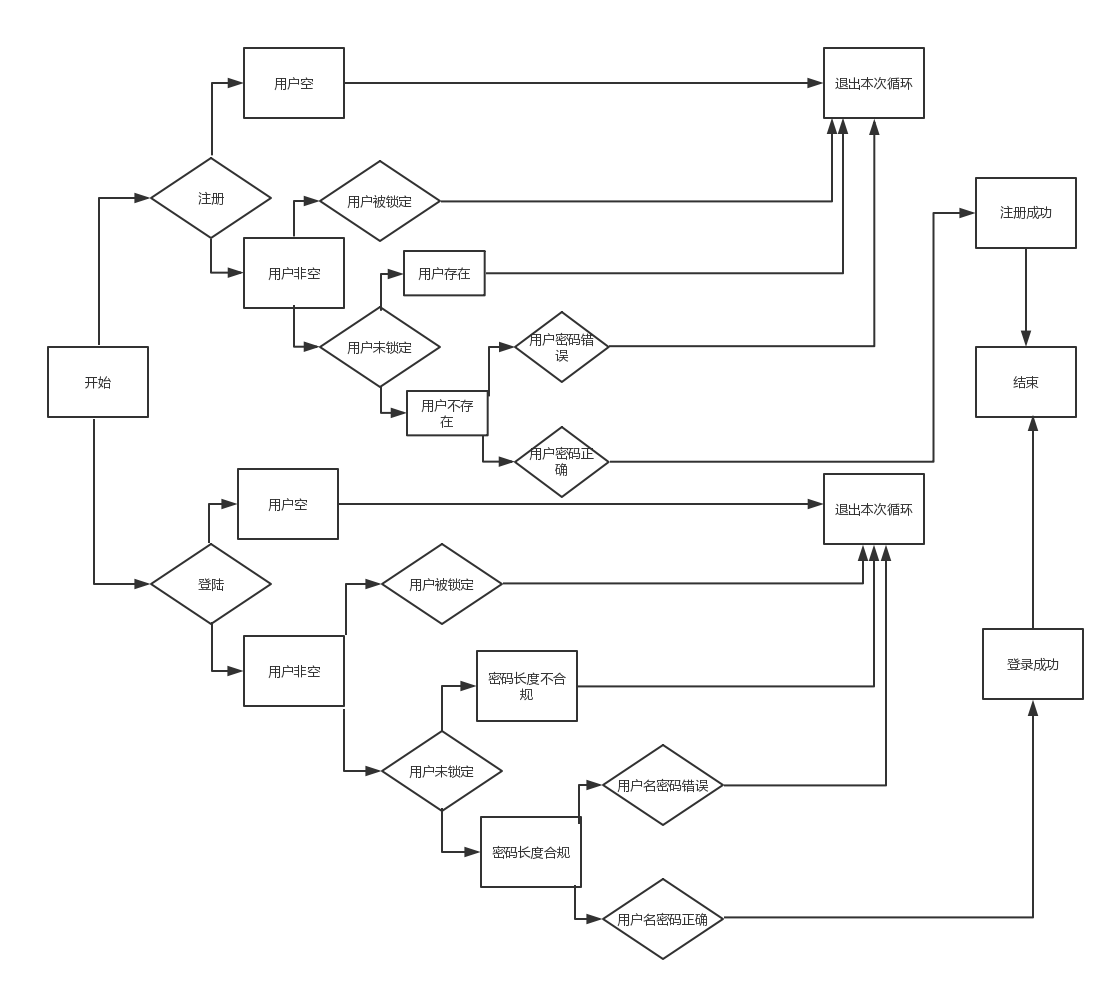 用户空
退出本次循环
注册
用户被锁定
注册成功
用户非空
用户存在
用户未锁定
用户密码错
误
开始
结束
用户不存
在
用户密码正
确
用户空
退出本次循环
登陆
用户被锁定
用户非空
密码长度不合
规
登录成功
用户未锁定
用户名密码错误
密码长度合规
用户名密码正确